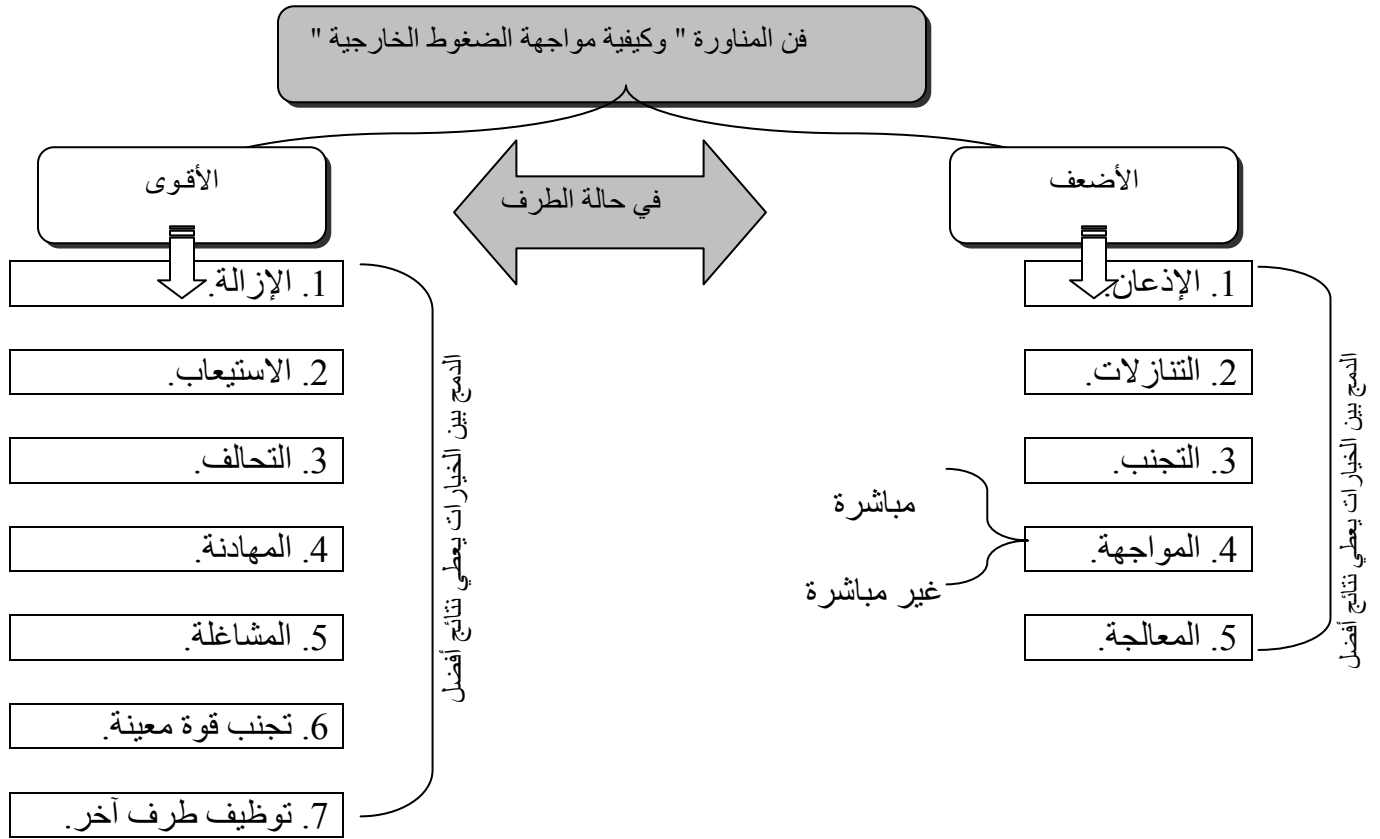 فن المناورة " وكيفية مواجهة الضغوط الخارجية "
في حالة الطرف
الأضعف
1. الإذعان.
2. التنازلات.
3. التجنب.
4. المواجهة.
مباشرة
غير مباشرة
5. المعالجة.
الدمج بين الخيارات يعطي نتائج أفضل
الأقوى
1. الإزالة.
2. الاستيعاب.
3. التحالف.
4. المهادنة.
5. المشاغلة.
6. تجنب قوة معينة.
7. توظيف طرف آخر.
الدمج بين الخيارات يعطي نتائج أفضل